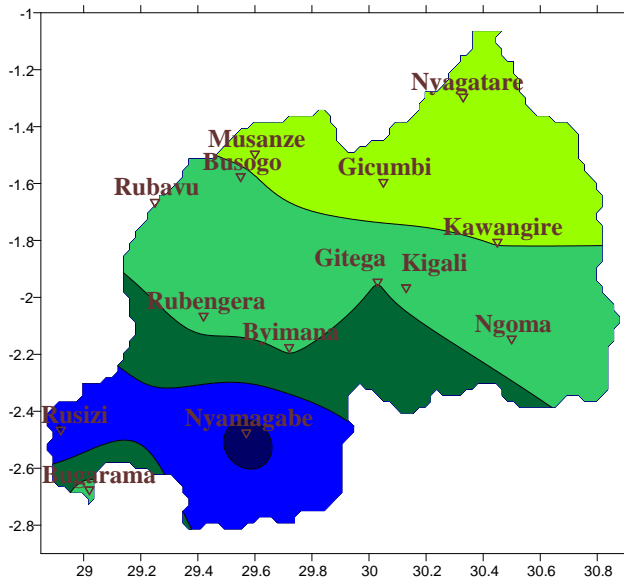 -1
-1.2
Nyagatare
-1.4
Musanze
Busogo
Gicumbi
-1.6
Rubavu
-1.8
Kawangire
Gitega
Kigali
-2
Rubengera
Byimana
Ngoma
-2.2
-2.4
Rusizi
Nyamagabe
-2.6
Bugarama
-2.8
29 29.2 29.4 29.6 29.8 30 30.2 30.4 30.6 30.8